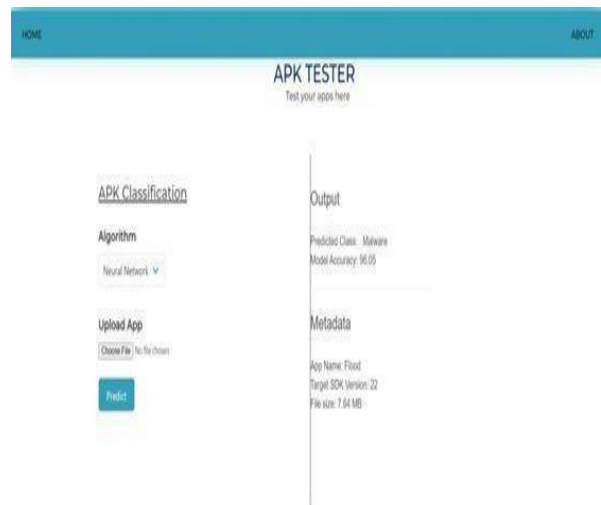 HOME
ABOUT
APK TESTER
Test your apps here
APK Classification
Algorithm
Neural Network
Upload App
Choose File No file chosen
Predict
Output
Predicted Class: Malware
Model Accuracy: 96.05
Metadata
App Name: Flood
Target SDK Version: 22
File size: 7.64 MB